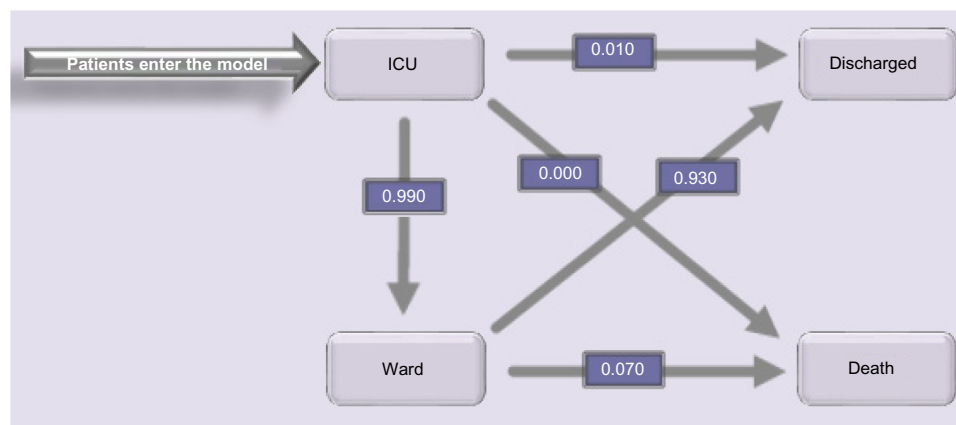 Patients enter the model
ICU
0.010
Discharged
0.000
0.930
0.990
Ward
0.070
Death